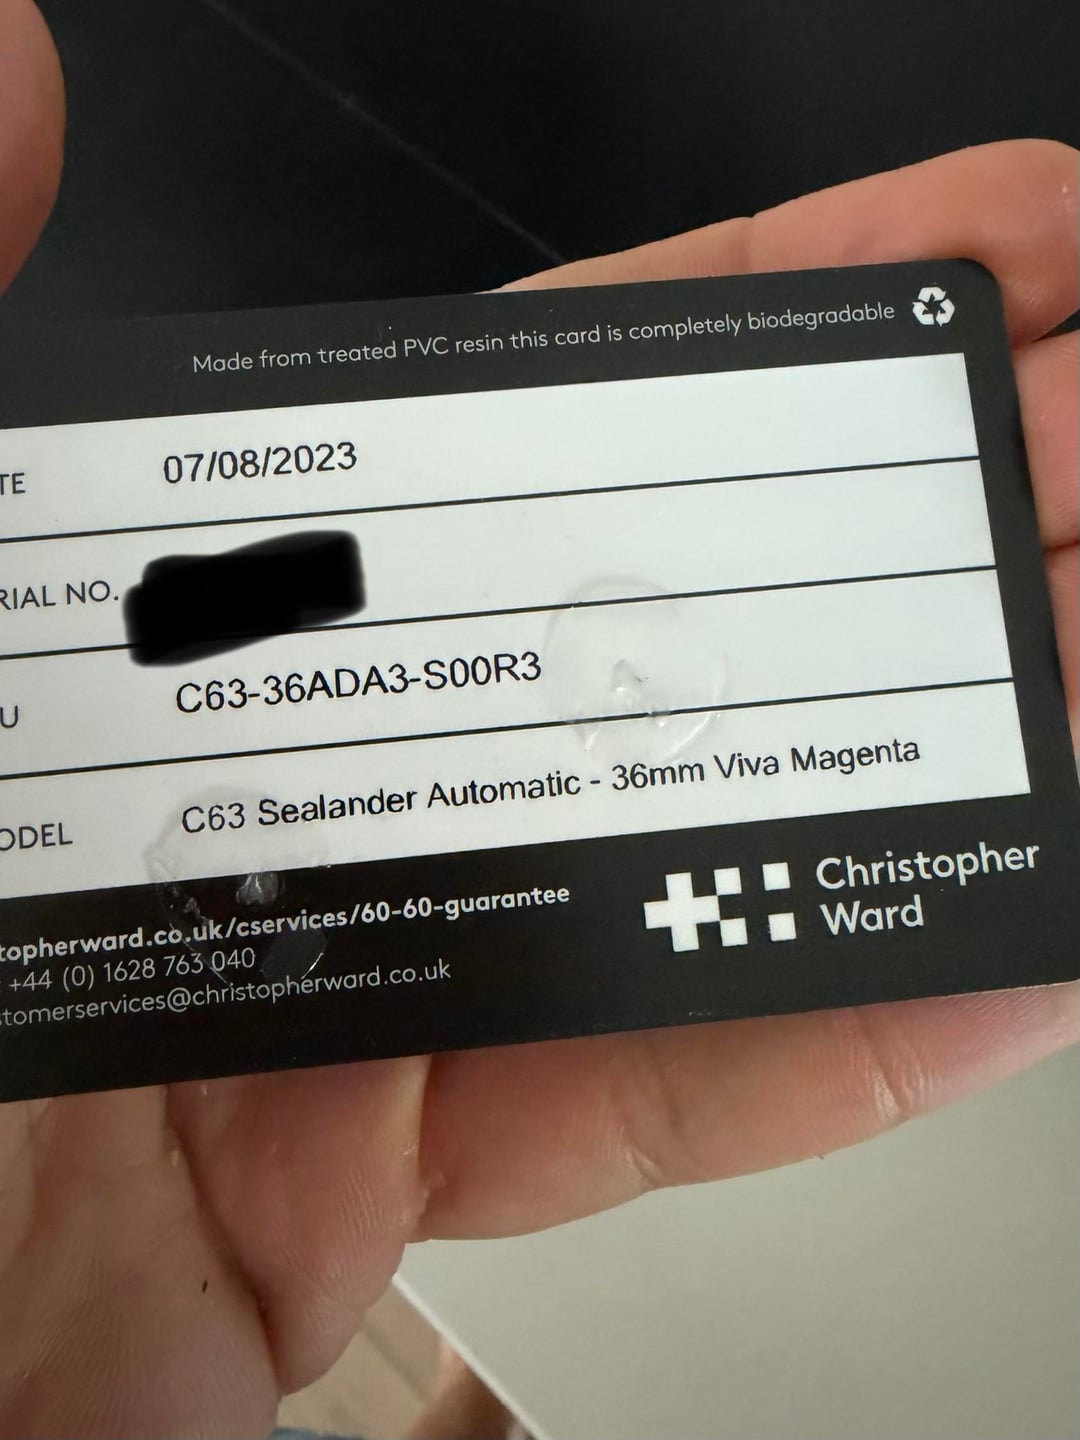 Made from treated PVC resin this card is completely biodegradable
TE 07/08/2023
RIAL NO.
U C63-36ADA3-S00R3
ODEL C63 Sealander Automatic - 36mm Viva Magenta
topherward.co.uk/cservices/60-60-guarantee
+44 (0) 1628 763 040
tomerservices@christopherward.co.uk
Christopher
Ward